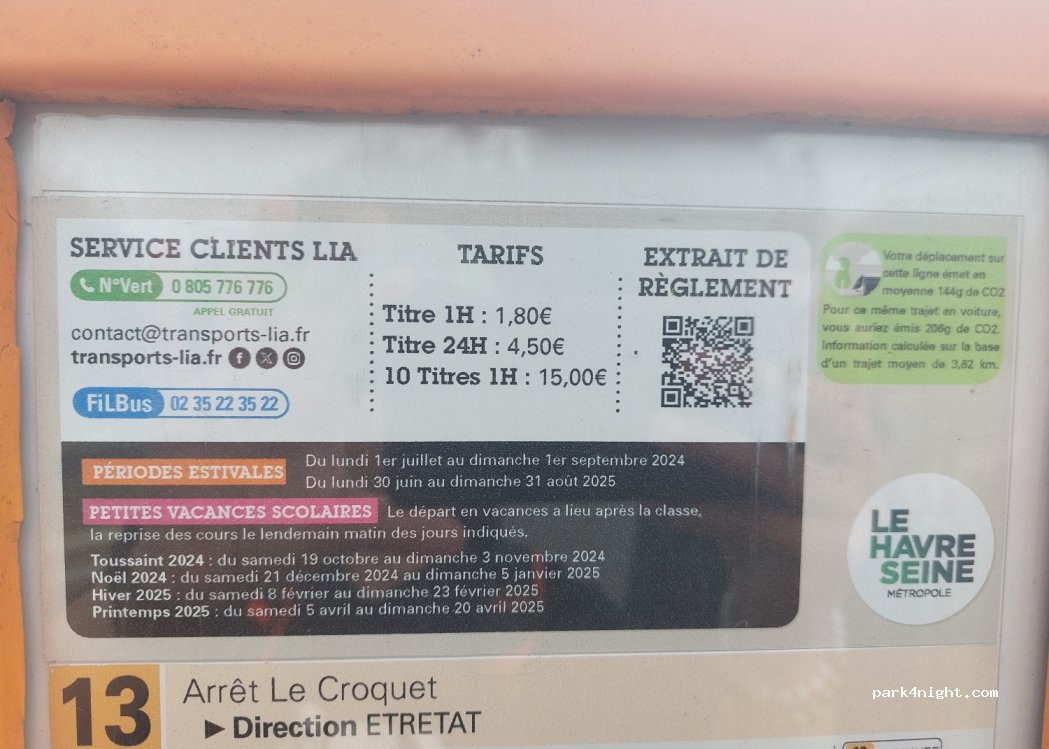 SERVICE CLIENTS LIA
N°Vert 0 805 776 776
APPEL GRATUIT
contact@transports-lia.fr
transports-lia.fr
FiLBus 02 35 22 35 22
TARIFS
Titre 1H : 1,80€
Titre 24H : 4,50€
10 Titres 1H : 15,00€
EXTRAIT DE
RÈGLEMENT
Votre déplacement sur
cette ligne émet en
moyenne 144g de CO2
Pour ce même trajet en voiture,
vous auriez émis 206g de CO2.
Information calculée sur la base
d'un trajet moyen de 3,62 km.
PÉRIODES ESTIVALES
Du lundi 1er juillet au dimanche 1er septembre 2024
Du lundi 30 juin au dimanche 31 août 2025
PETITES VACANCES SCOLAIRES Le départ en vacances a lieu après la classe,
la reprise des cours le lendemain matin des jours indiqués.
Toussaint 2024 : du samedi 19 octobre au dimanche 3 novembre 2024
Noël 2024 : du samedi 21 décembre 2024 au dimanche 5 janvier 2025
Hiver 2025 : du samedi 8 février au dimanche 23 février 2025
Printemps 2025 : du samedi 5 avril au dimanche 20 avril 2025
LE
HAVRE
SEINE
MÉTROPOLE
13
Arrêt Le Croquet
Direction ETRETAT
park4night.com